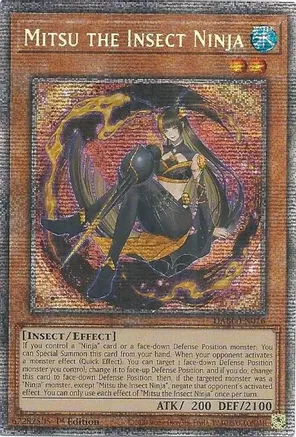 MITSU THE INSECT NINJA
水
[INSECT/EFFECT]
If you control a "Ninja" card or a face-down Defense Position monster: You
can Special Summon this card from your hand. When your opponent activates
a monster effect (Quick Effect): You can target 1 face-down Defense Position
monster you control; change it to face-up Defense Position, and if you do, change this
card to face-down Defense Position, then, if the targeted monster was a
"Ninja" monster, except "Mitsu the Insect Ninja", negate that opponent's activated
effect. You can only use each effect of "Mitsu the Insect Ninja" once per turn.
ATK/ 200 DEF/2100
1st Edition